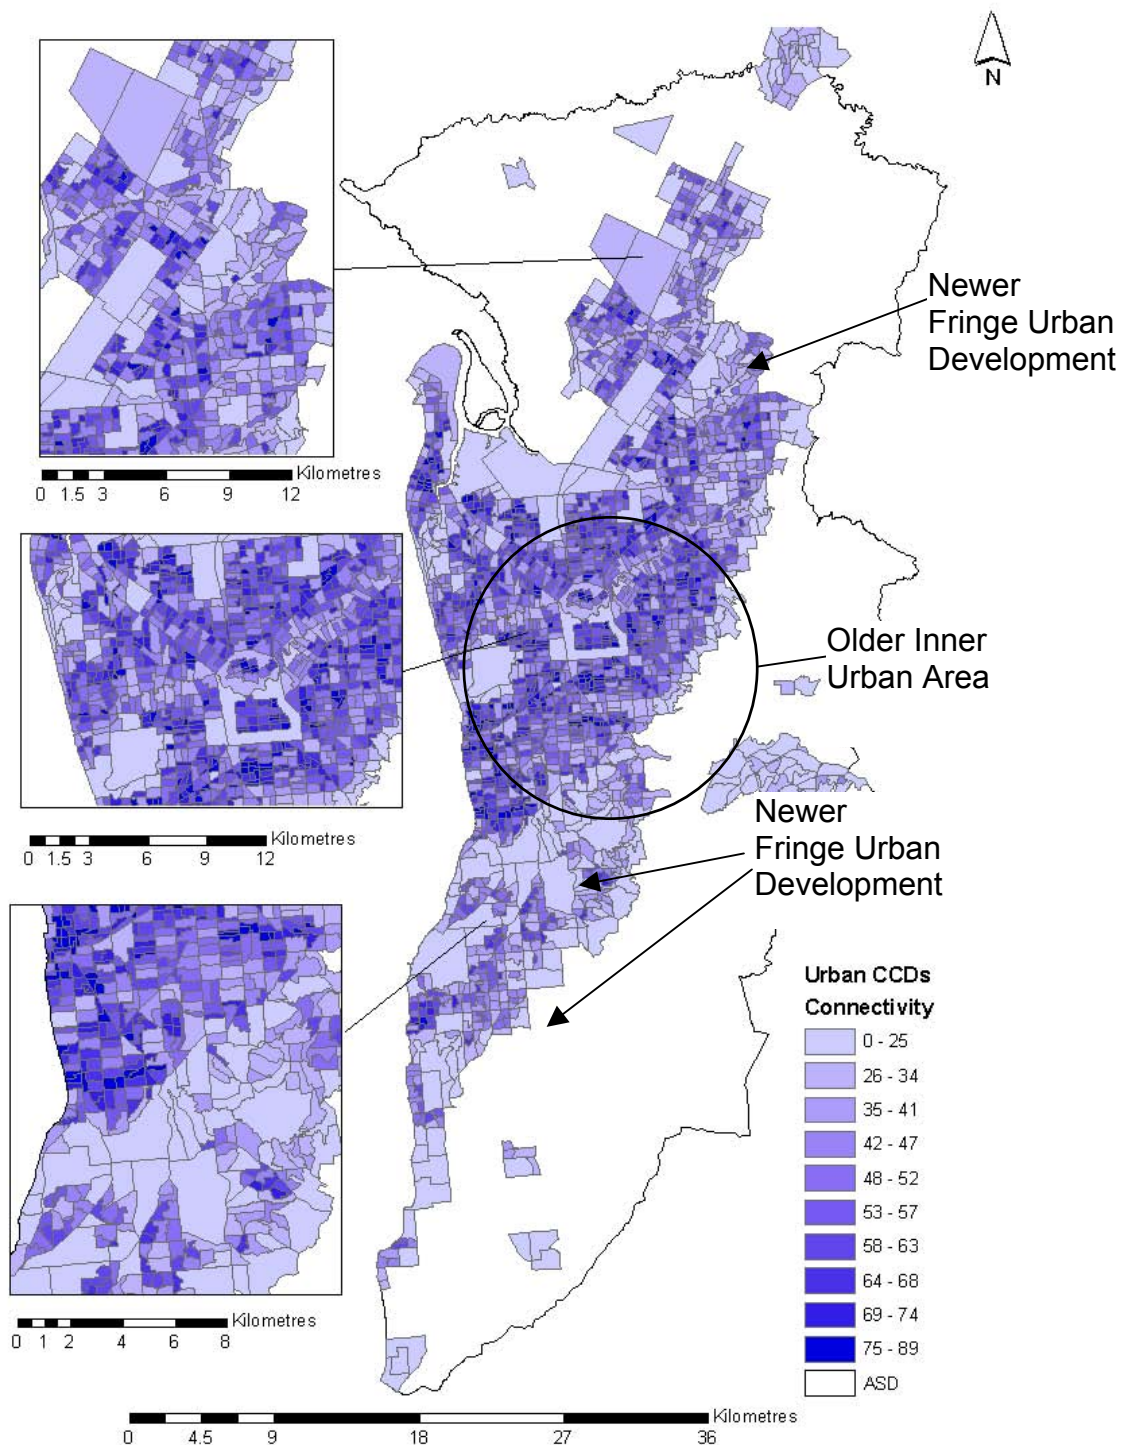 N
Newer
Fringe Urban
Development
Kilometres
0 1.5 3 6 9 12
Older Inner
Urban Area
Kilometres
0 1.5 3 6 9 12
Newer
Fringe Urban
Development
Urban CCDs
Connectivity
0 - 25
26 - 34
35 - 41
42 - 47
48 - 52
53 - 57
58 - 63
64 - 68
69 - 74
75 - 89
ASD
Kilometres
0 1 2 4 6 8
Kilometres
0 4.5 9 18 27 36